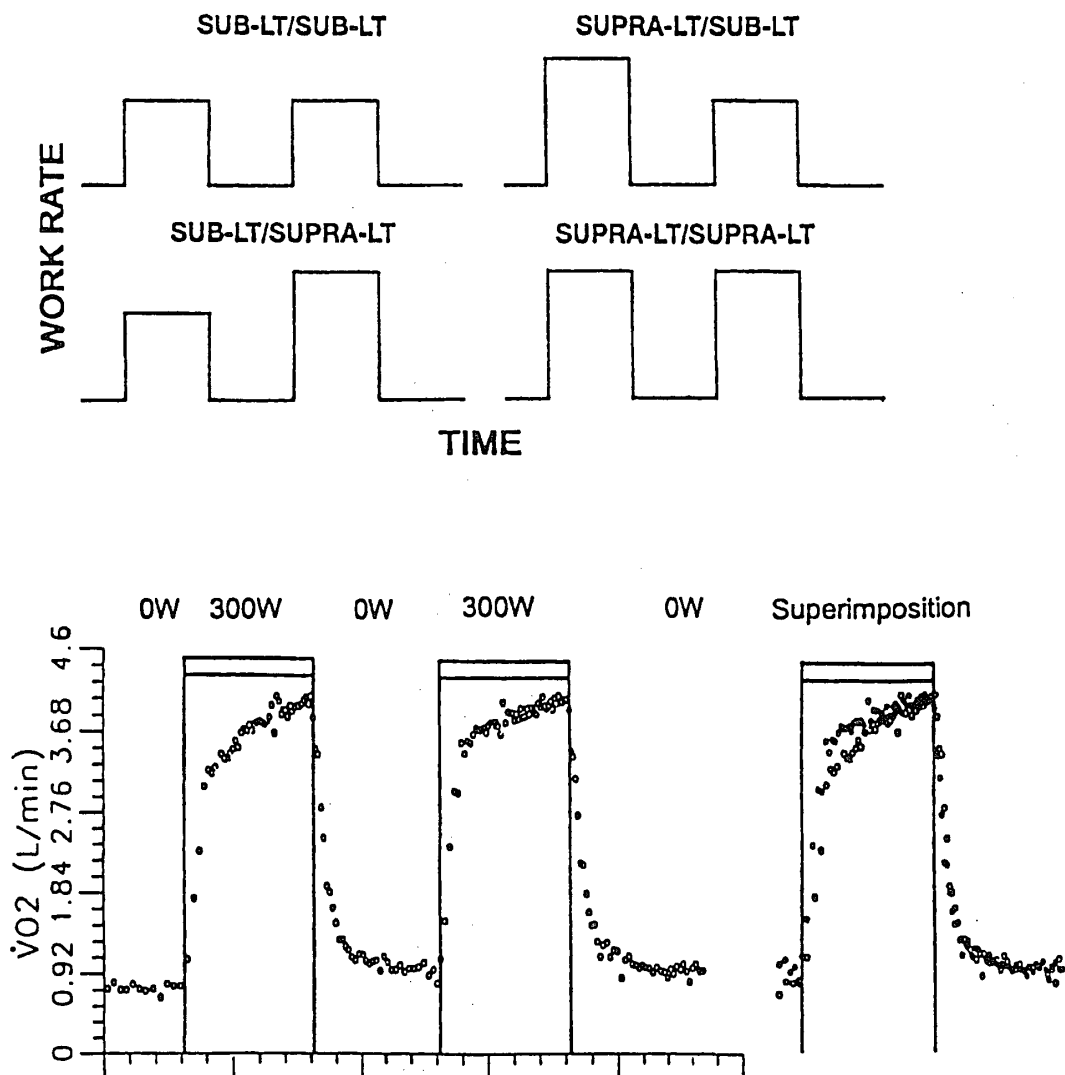 SUB-LT/SUB-LT
SUPRA-LT/SUB-LT
SUB-LT/SUPRA-LT
SUPRA-LT/SUPRA-LT
WORK RATE
TIME
0W 300W 0W 300W 0W Superimposition
V̇O2 (L/min)
4.6
3.68
2.76
1.84
0.92
0